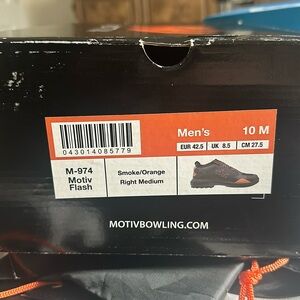 Men's 10 M
EUR 42.5 UK 8.5 CM 27.5
043014085779
M-974
Motiv
Flash
Smoke/Orange
Right Medium
MOTIVBOWLING.COM